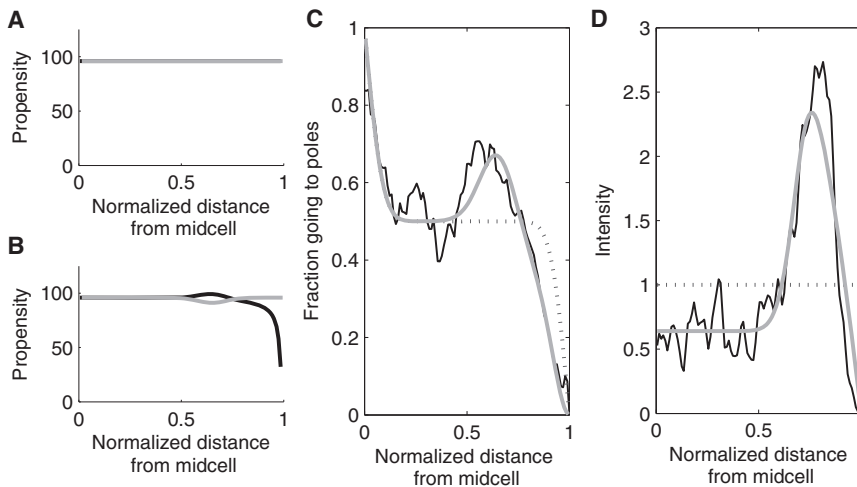 A
Propensity
100
50
0
0
0.5
1
Normalized distance
from midcell
B
Propensity
100
50
0
0
0.5
1
Normalized distance
from midcell
C
Fraction going to poles
1
0.8
0.6
0.4
0.2
0
0
0.5
1
Normalized distance
from midcell
D
Intensity
3
2.5
2
1.5
1
0.5
0
0
0.5
Normalized distance
from midcell